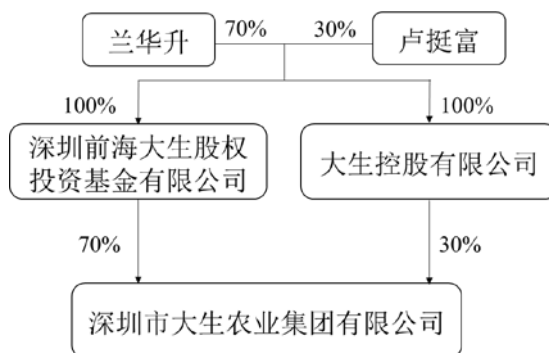 兰华升
70%
30%
卢挺富
100%
100%
深圳前海大生股权
投资基金有限公司
大生控股有限公司
70%
30%
深圳市大生农业集团有限公司